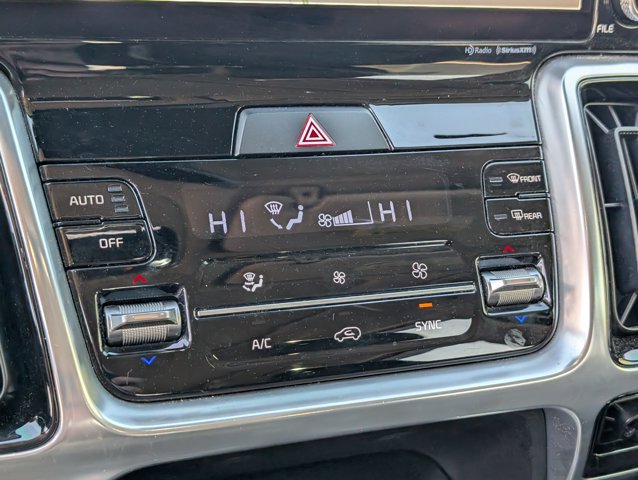 FILE
HD Radio SiriusXM
AUTO
OFF
HI HI
FRONT
REAR
A/C
SYNC